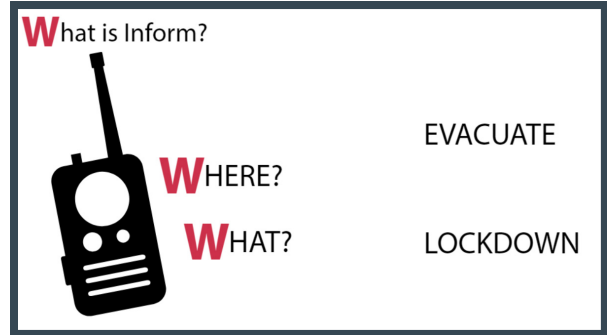 What is Inform?
EVACUATE
WHERE?
WHAT?
LOCKDOWN